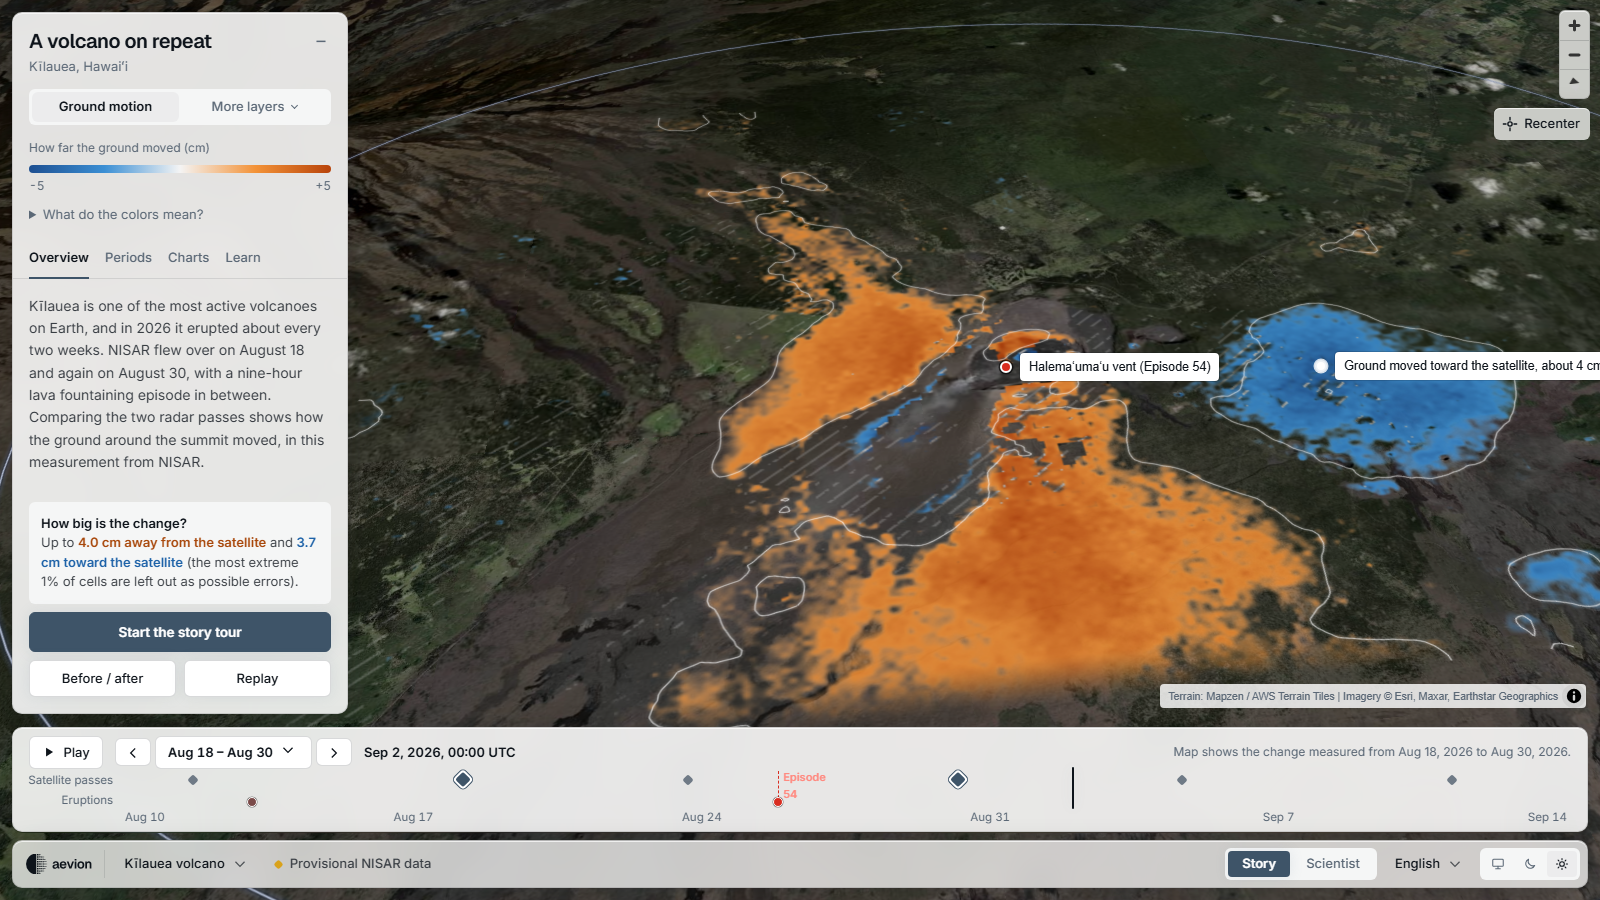 A volcano on repeat
Kīlauea, Hawaiʻi
Ground motion
More layers
How far the ground moved (cm)
-5
+5
What do the colors mean?
Overview
Periods
Charts
Learn
Kīlauea is one of the most active volcanoes
on Earth, and in 2026 it erupted about every
two weeks. NISAR flew over on August 18
and again on August 30, with a nine-hour
lava fountaining episode in between.
Comparing the two radar passes shows how
the ground around the summit moved, in this
measurement from NISAR.
How big is the change?
Up to 4.0 cm away from the satellite and 3.7
cm toward the satellite (the most extreme
1% of cells are left out as possible errors).
Start the story tour
Before / after
Replay
Recenter
Halemaʻumaʻu vent (Episode 54)
Ground moved toward the satellite, about 4 cm
Terrain: Mapzen / AWS Terrain Tiles | Imagery © Esri, Maxar, Earthstar Geographics
Play
Aug 18 – Aug 30
Sep 2, 2026, 00:00 UTC
Map shows the change measured from Aug 18, 2026 to Aug 30, 2026.
Satellite passes
Eruptions
Episode
54
Aug 10
Aug 17
Aug 24
Aug 31
Sep 7
Sep 14
aevion
Kīlauea volcano
Provisional NISAR data
Story
Scientist
English